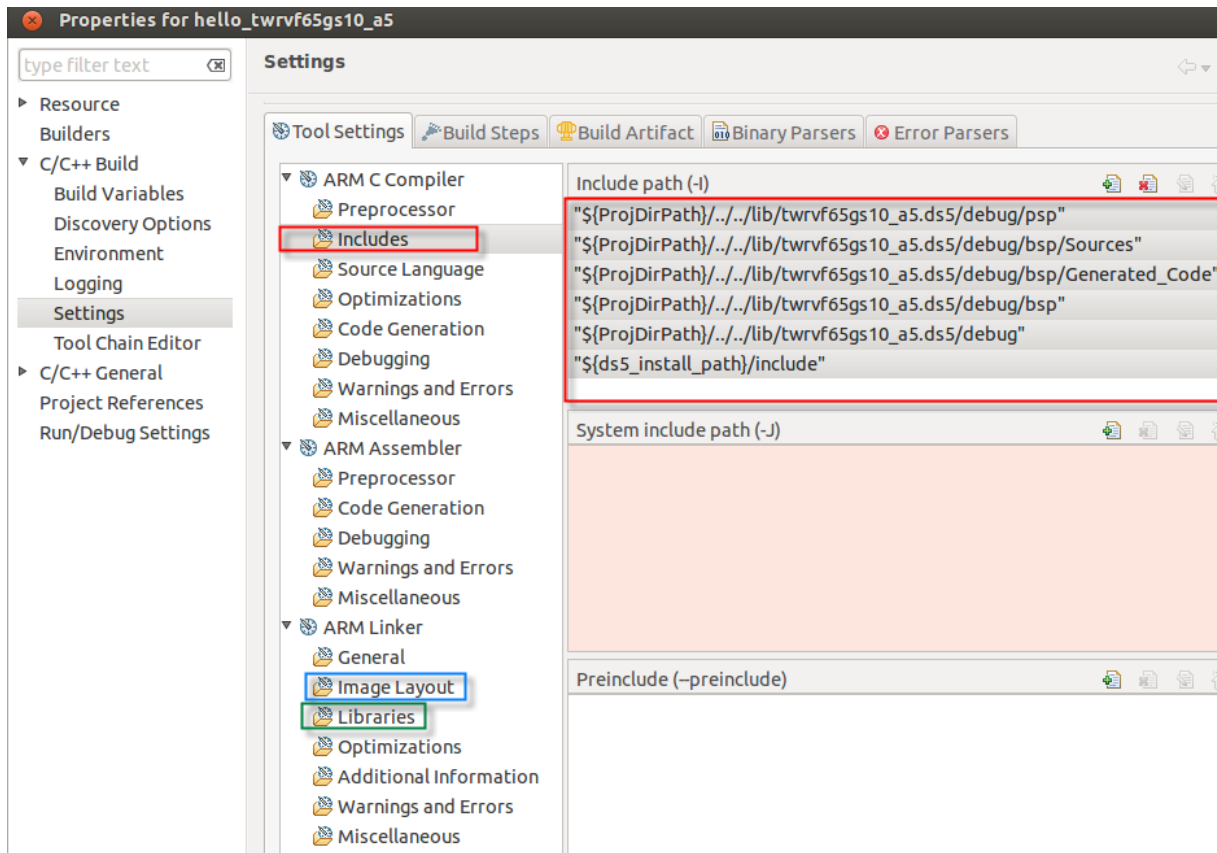 Properties for hello_twrvf65gs10_a5
type filter text
Resource
Builders
C/C++ Build
Build Variables
Discovery Options
Environment
Logging
Settings
Tool Chain Editor
C/C++ General
Project References
Run/Debug Settings
Settings
Tool Settings
Build Steps
Build Artifact
Binary Parsers
Error Parsers
ARM C Compiler
Preprocessor
Includes
Source Language
Optimizations
Code Generation
Debugging
Warnings and Errors
Miscellaneous
ARM Assembler
Preprocessor
Code Generation
Debugging
Warnings and Errors
Miscellaneous
ARM Linker
General
Image Layout
Libraries
Optimizations
Additional Information
Warnings and Errors
Miscellaneous
Include path (-I)
"${ProjDirPath}/../../lib/twrvf65gs10_a5.ds5/debug/psp"
"${ProjDirPath}/../../lib/twrvf65gs10_a5.ds5/debug/bsp/Sources"
"${ProjDirPath}/../../lib/twrvf65gs10_a5.ds5/debug/bsp/Generated_Code"
"${ProjDirPath}/../../lib/twrvf65gs10_a5.ds5/debug/bsp"
"${ProjDirPath}/../../lib/twrvf65gs10_a5.ds5/debug"
"${ds5_install_path}/include"
System include path (-J)
Preinclude (--preinclude)